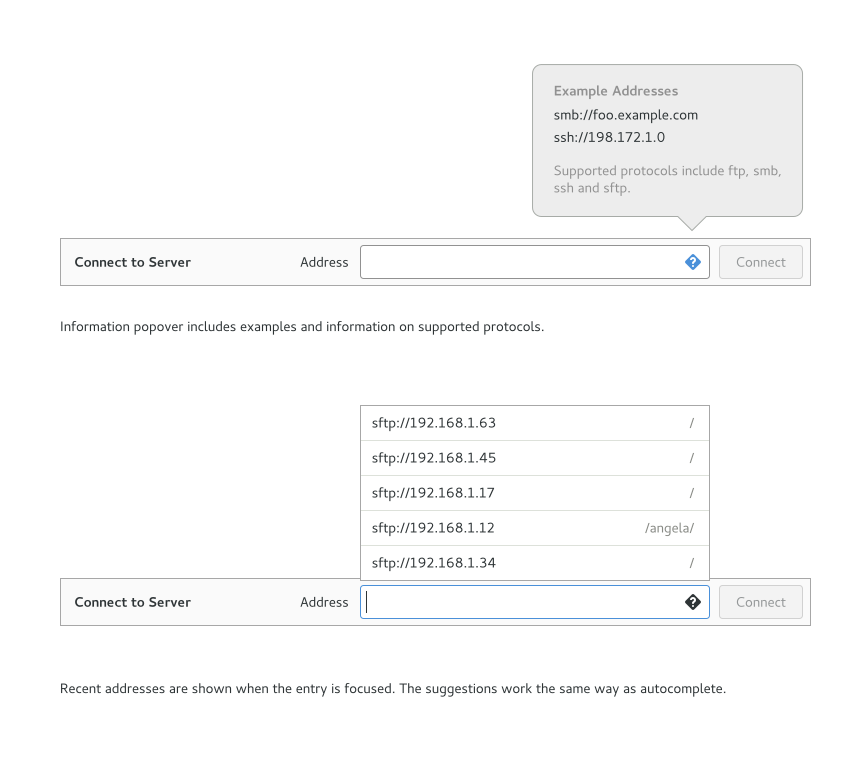 Example Addresses
smb://foo.example.com
ssh://198.172.1.0
Supported protocols include ftp, smb,
ssh and sftp.
Connect to Server Address ? Connect
Information popover includes examples and information on supported protocols.
sftp://192.168.1.63 /
sftp://192.168.1.45 /
sftp://192.168.1.17 /
sftp://192.168.1.12 /angela/
sftp://192.168.1.34 /
Connect to Server Address ? Connect
Recent addresses are shown when the entry is focused. The suggestions work the same way as autocomplete.